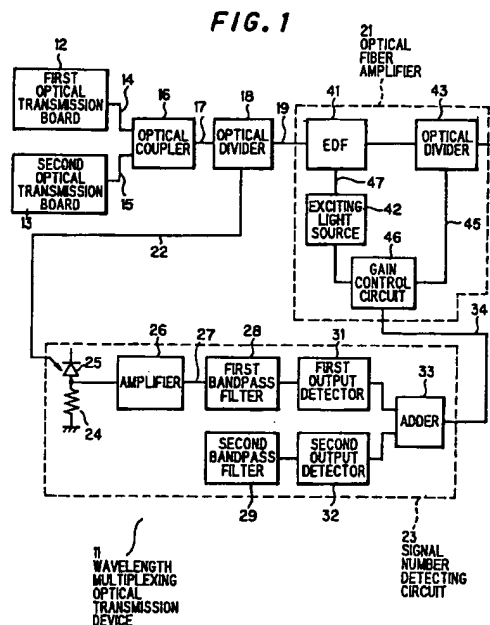 FIG. 1
21
OPTICAL
FIBER
AMPLIFIER
12
FIRST
OPTICAL
TRANSMISSION
BOARD
14
16
OPTICAL
COUPLER
17
18
OPTICAL
DIVIDER
19
41
EDF
43
OPTICAL
DIVIDER
SECOND
OPTICAL
TRANSMISSION
BOARD
13
15
47
EXCITING
LIGHT
SOURCE
42
45
46
GAIN
CONTROL
CIRCUIT
22
34
25
24
26
AMPLIFIER
27
28
FIRST
BANDPASS
FILTER
31
FIRST
OUTPUT
DETECTOR
33
ADDER
SECOND
BANDPASS
FILTER
29
SECOND
OUTPUT
DETECTOR
32
11
WAVELENGTH
MULTIPLEXING
OPTICAL
TRANSMISSION
DEVICE
23
SIGNAL
NUMBER
DETECTING
CIRCUIT